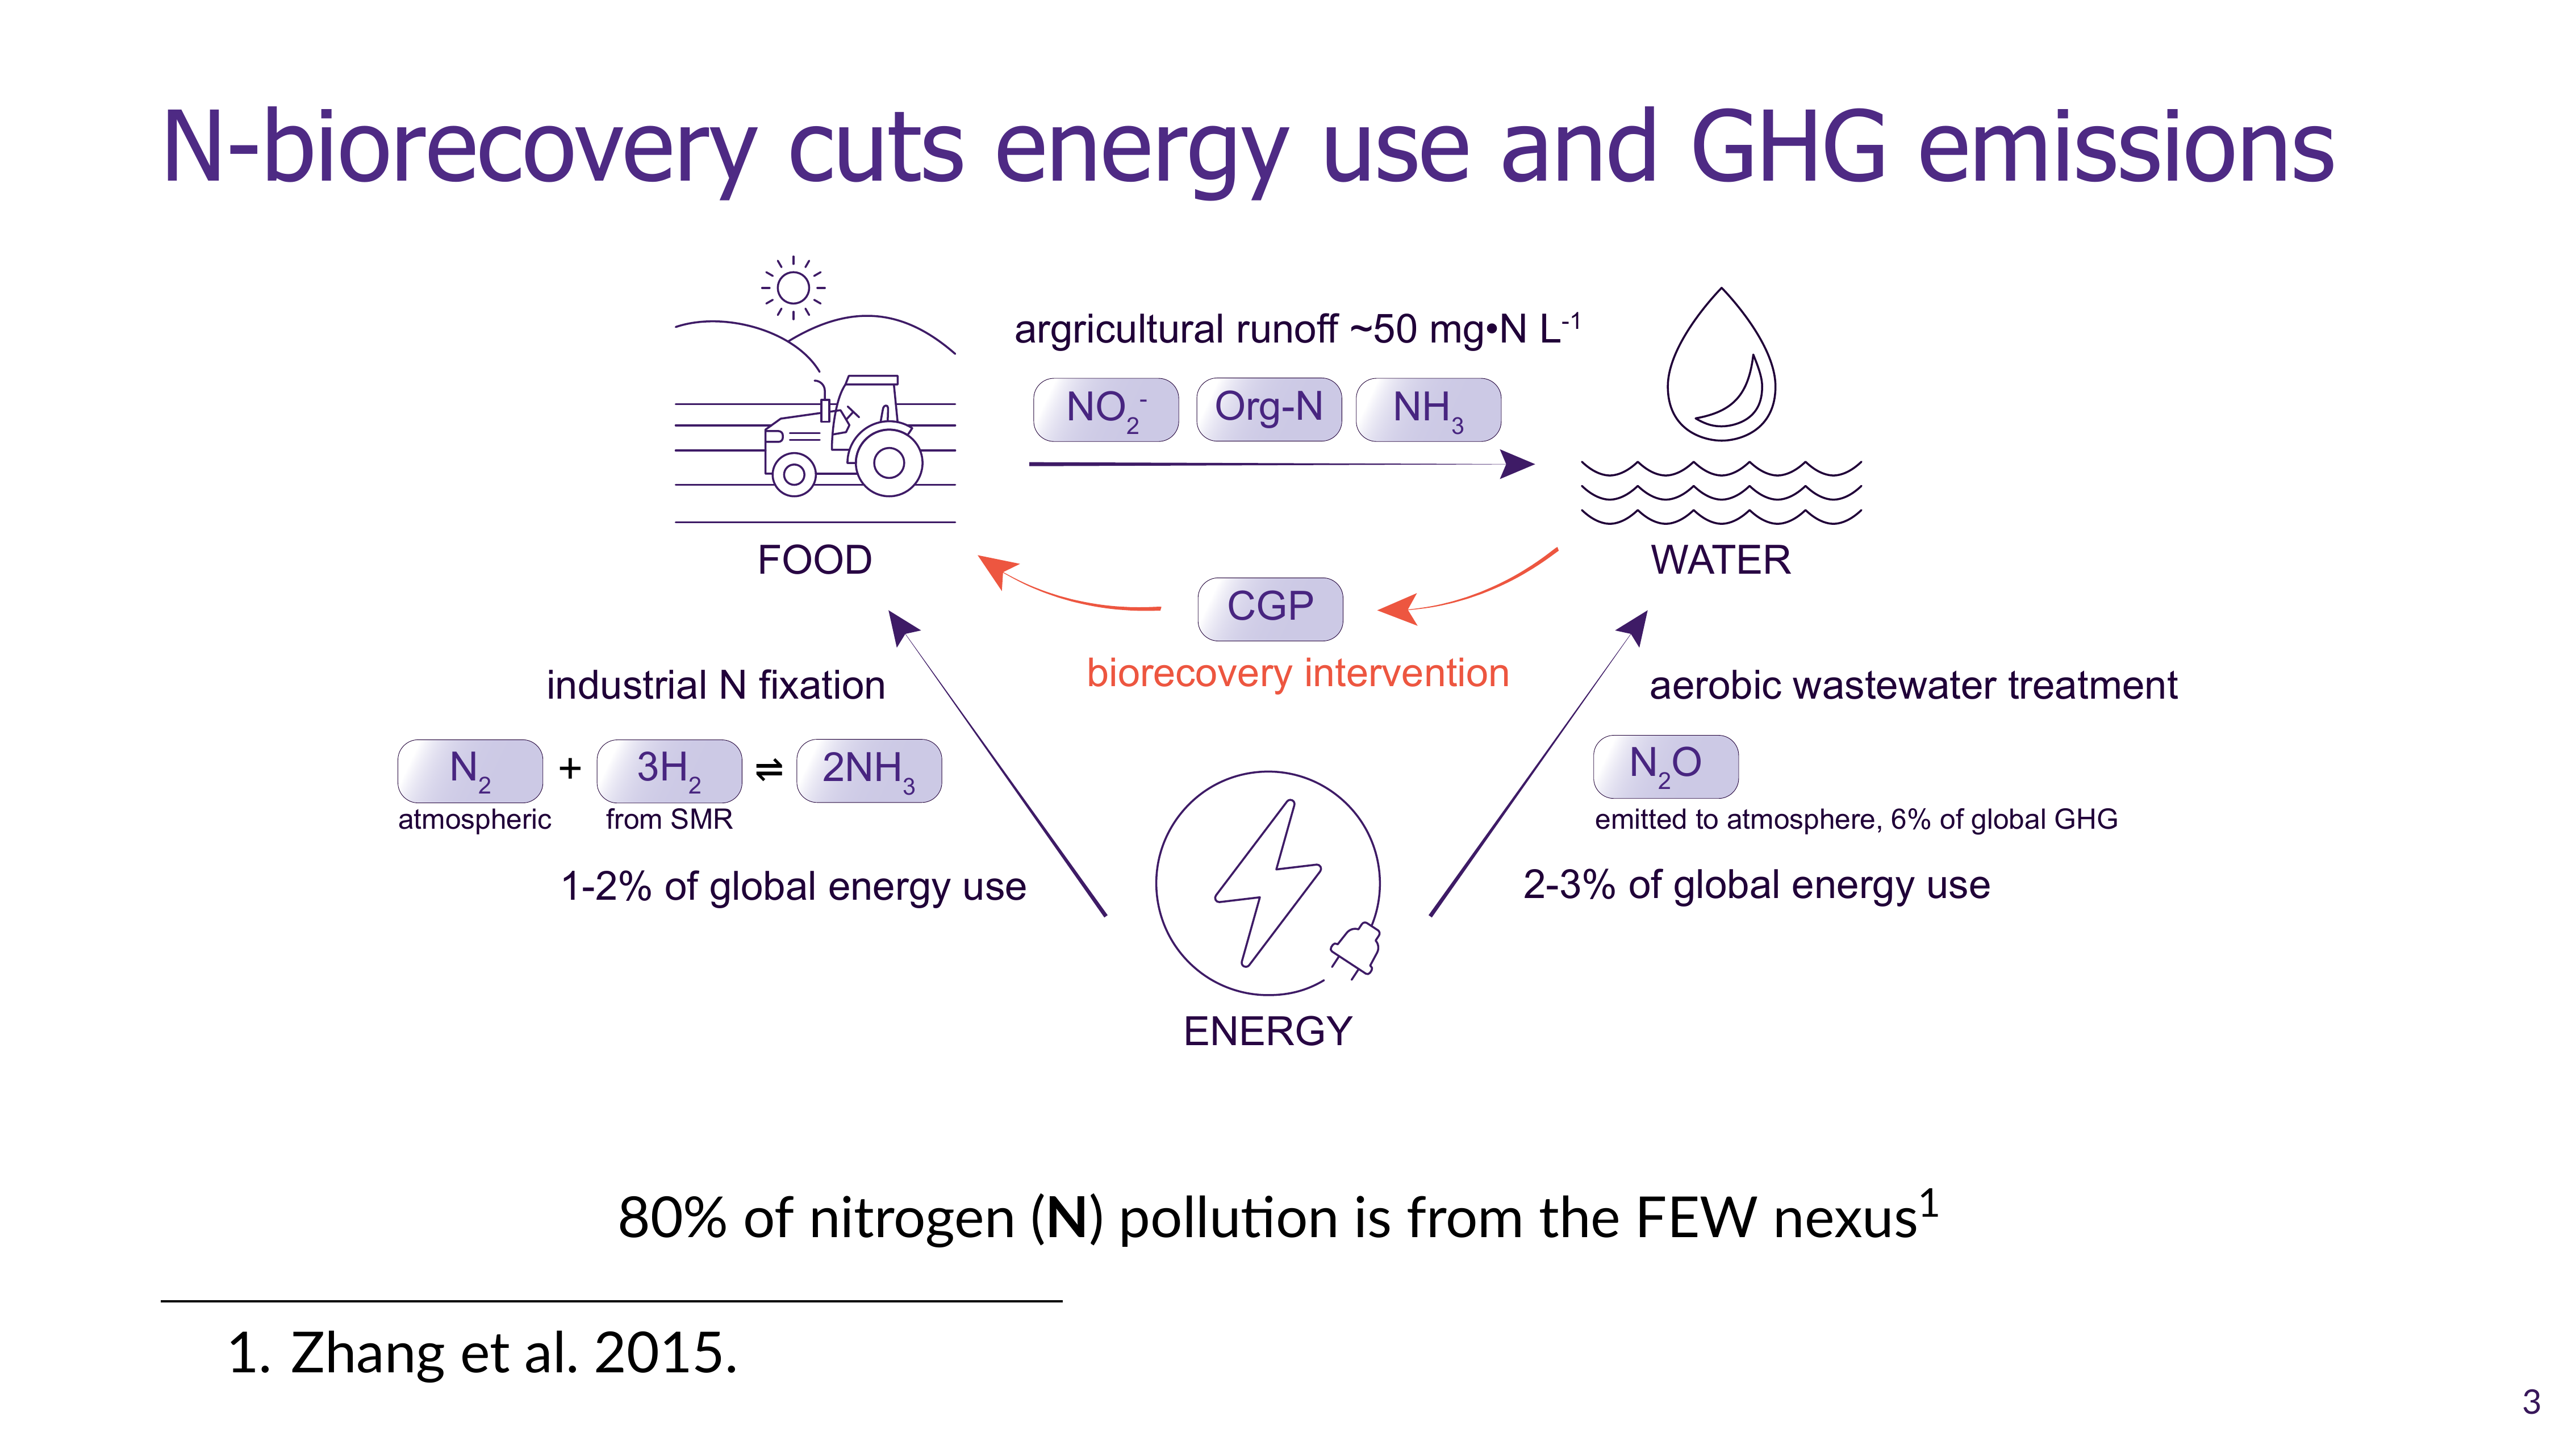 N-biorecovery cuts energy use and GHG emissions
argricultural runoff ~50 mg•N L⁻¹
NO₂⁻ Org-N NH₃
FOOD
WATER
CGP
biorecovery intervention
industrial N fixation
N₂ + 3H₂ ⇌ 2NH₃
atmospheric from SMR
1-2% of global energy use
aerobic wastewater treatment
N₂O
emitted to atmosphere, 6% of global GHG
2-3% of global energy use
ENERGY
80% of nitrogen (N) pollution is from the FEW nexus¹
1. Zhang et al. 2015.
3